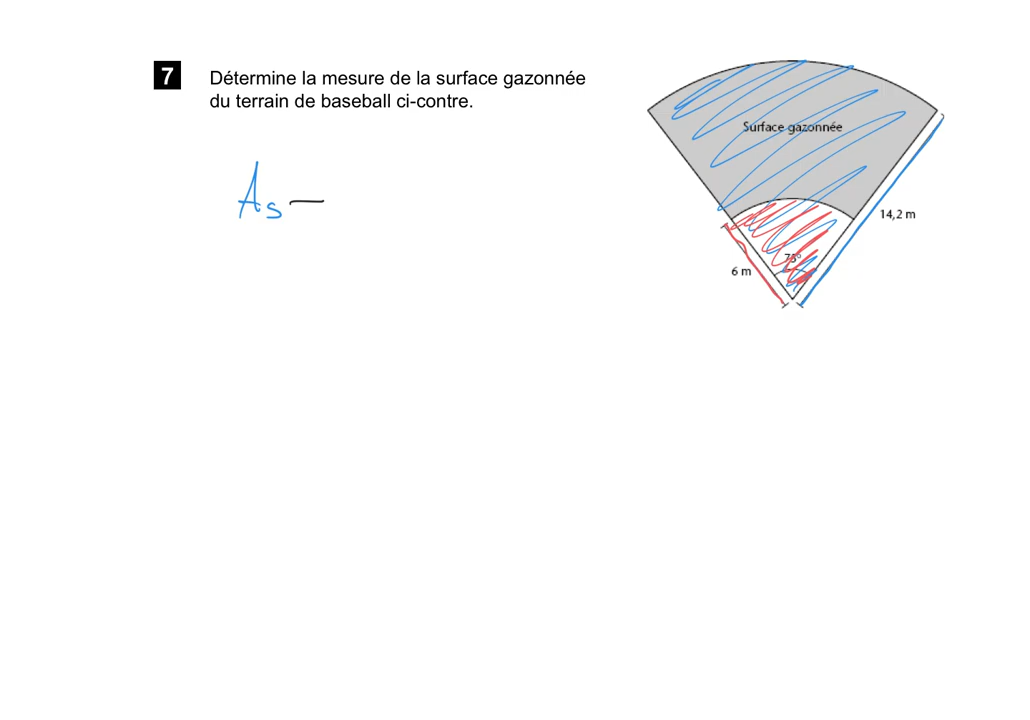 7 Détermine la mesure de la surface gazonnée
du terrain de baseball ci-contre.
Surface gazonnée
As —
14,2 m
6 m